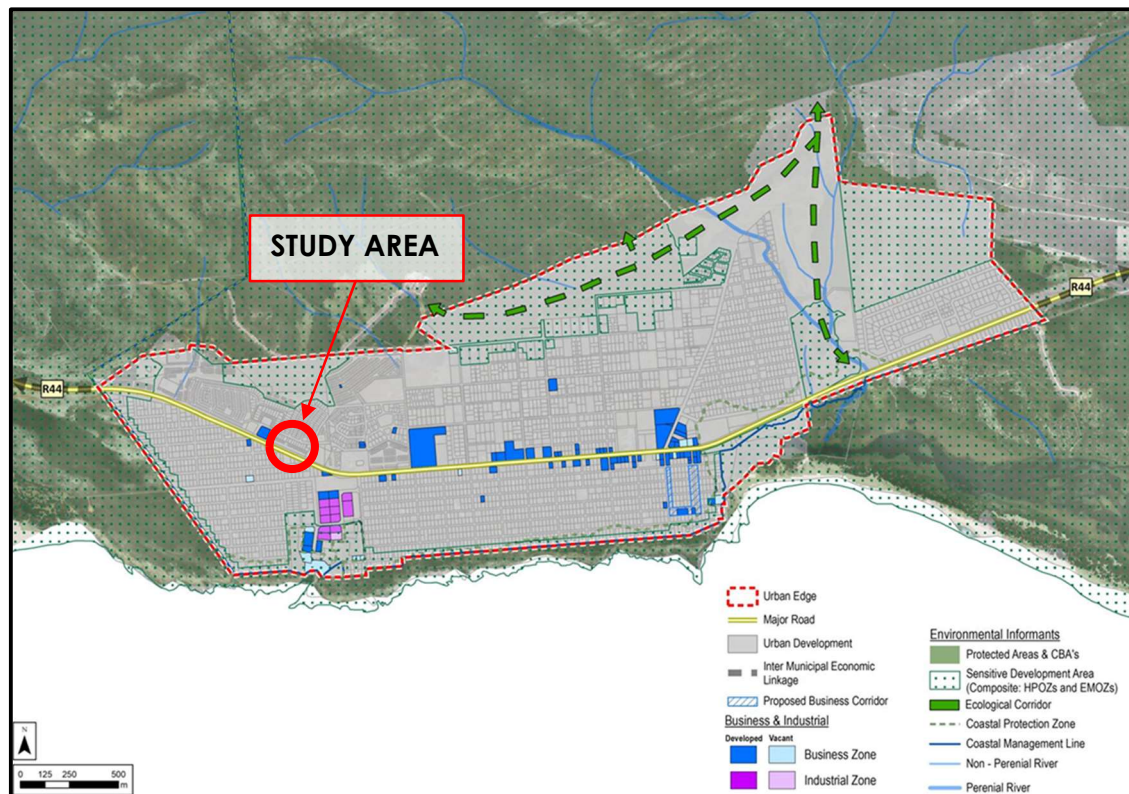 STUDY AREA
R44
R44
Urban Edge
Major Road
Urban Development
Inter Municipal Economic
Linkage
Proposed Business Corridor
Business & Industrial
Developed Vacant
Business Zone
Industrial Zone
Environmental Informants
Protected Areas & CBA's
Sensitive Development Area
(Composite: HPOZs and EMOZs)
Ecological Corridor
Coastal Protection Zone
Coastal Management Line
Non - Perenial River
Perenial River
N
0 125 250 500
m